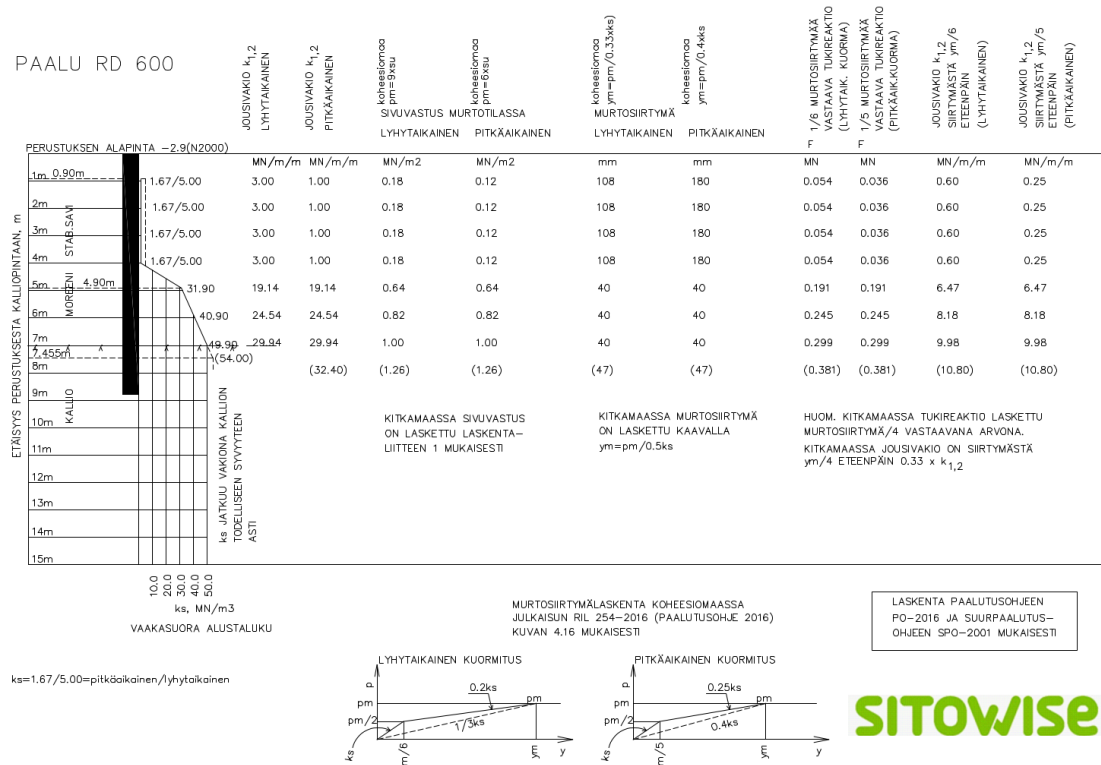 PAALU RD 600
JOUSIVAKIO k1,2
LYHYTAIKAINEN
JOUSIVAKIO k1,2
PITKÄAIKAINEN
koheesiomaa
pm=9xsu
koheesiomaa
pm=6xsu
SIVUVASTUS MURTOTILASSA
LYHYTAIKAINEN PITKÄAIKAINEN
koheesiomaa
ym=pm/0.33xks)
koheesiomaa
ym=pm/0.4xks
MURTOSIIRTYMÄ
LYHYTAIKAINEN PITKÄAIKAINEN
1/6 MURTOSIIRTYMÄÄ
VASTAAVA TUKIREAKTIO
(LYHYTAIK. KUORMA)
F
1/5 MURTOSIIRTYMÄÄ
VASTAAVA TUKIREAKTIO
(PITKÄAIK.KUORMA)
F
JOUSIVAKIO k1,2
SIIRTYMÄSTÄ ym/6
ETEENPÄIN
(LYHYTAIKAINEN)
JOUSIVAKIO k1,2
SIIRTYMÄSTÄ ym/5
ETEENPÄIN
(PITKÄAIKAINEN)
PERUSTUKSEN ALAPINTA -2.9(N2000)
MN/m/m MN/m/m MN/m2 MN/m2 mm mm MN MN MN/m/m MN/m/m
1m 0.90m 1.67/5.00 3.00 1.00 0.18 0.12 108 180 0.054 0.036 0.60 0.25
2m 1.67/5.00 3.00 1.00 0.18 0.12 108 180 0.054 0.036 0.60 0.25
3m 1.67/5.00 3.00 1.00 0.18 0.12 108 180 0.054 0.036 0.60 0.25
4m 1.67/5.00 3.00 1.00 0.18 0.12 108 180 0.054 0.036 0.60 0.25
5m 4.90m 31.90 19.14 19.14 0.64 0.64 40 40 0.191 0.191 6.47 6.47
6m 40.90 24.54 24.54 0.82 0.82 40 40 0.245 0.245 8.18 8.18
7m 49.90 29.94 29.94 1.00 1.00 40 40 0.299 0.299 9.98 9.98
7.455m (54.00)
8m (32.40) (1.26) (1.26) (47) (47) (0.381) (0.381) (10.80) (10.80)
9m
10m
11m
12m
13m
14m
15m
ETÄISYYS PERUSTUKSESTA KALLIOPINTAAN, m
STAB.SAVI
MOREENI
KALLIO
ks JATKUU VAKIONA KALLION
TODELLISEEN SYVYYTEEN
ASTI
KITKAMAASSA SIVUVASTUS
ON LASKETTU LASKENTA-
LIITTEEN 1 MUKAISESTI
KITKAMAASSA MURTOSIIRTYMÄ
ON LASKETTU KAAVALLA
ym=pm/0.5ks
HUOM. KITKAMAASSA TUKIREAKTIO LASKETTU
MURTOSIIRTYMÄ/4 VASTAAVANA ARVONA.
KITKAMAASSA JOUSIVAKIO ON SIIRTYMÄSTÄ
ym/4 ETEENPÄIN 0.33 x k1,2
10.0
20.0
30.0
40.0
50.0
ks, MN/m3
VAAKASUORA ALUSTALUKU
ks=1.67/5.00=pitkäaikainen/lyhytaikainen
MURTOSIIRTYMÄLASKENTA KOHEESIOMAASSA
JULKAISUN RIL 254-2016 (PAALUTUSOHJE 2016)
KUVAN 4.16 MUKAISESTI
LASKENTA PAALUTUSOHJEEN
PO-2016 JA SUURPAALUTUS-
OHJEEN SPO-2001 MUKAISESTI
LYHYTAIKAINEN KUORMITUS
p
pm
pm/2
0.2ks
1/3ks
ks
ym/6
ym
y
PITKÄAIKAINEN KUORMITUS
p
pm
pm/2
0.25ks
0.4ks
ks
ym/5
ym
y
SITOWISE